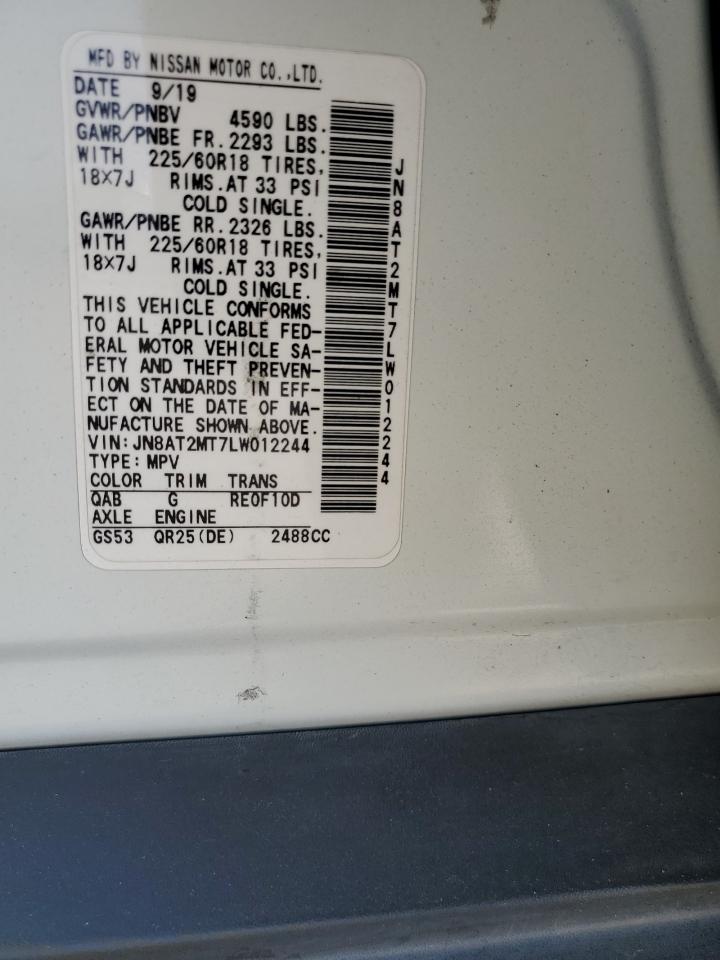 MFD BY NISSAN MOTOR CO.,LTD.
DATE 9/19
GVWR/PNBV 4590 LBS.
GAWR/PNBE FR. 2293 LBS.
WITH 225/60R18 TIRES,
18X7J RIMS. AT 33 PSI
COLD SINGLE.
GAWR/PNBE RR. 2326 LBS.
WITH 225/60R18 TIRES,
18X7J RIMS. AT 33 PSI
COLD SINGLE.
THIS VEHICLE CONFORMS
TO ALL APPLICABLE FED-
ERAL MOTOR VEHICLE SA-
FETY AND THEFT PREVEN-
TION STANDARDS IN EFF-
ECT ON THE DATE OF MA-
NUFACTURE SHOWN ABOVE.
VIN: JN8AT2MT7LW012244
TYPE: MPV
COLOR TRIM TRANS
QAB G RE0F10D
AXLE ENGINE
GS53 QR25(DE) 2488CC
JN8AT2MT7LW012244